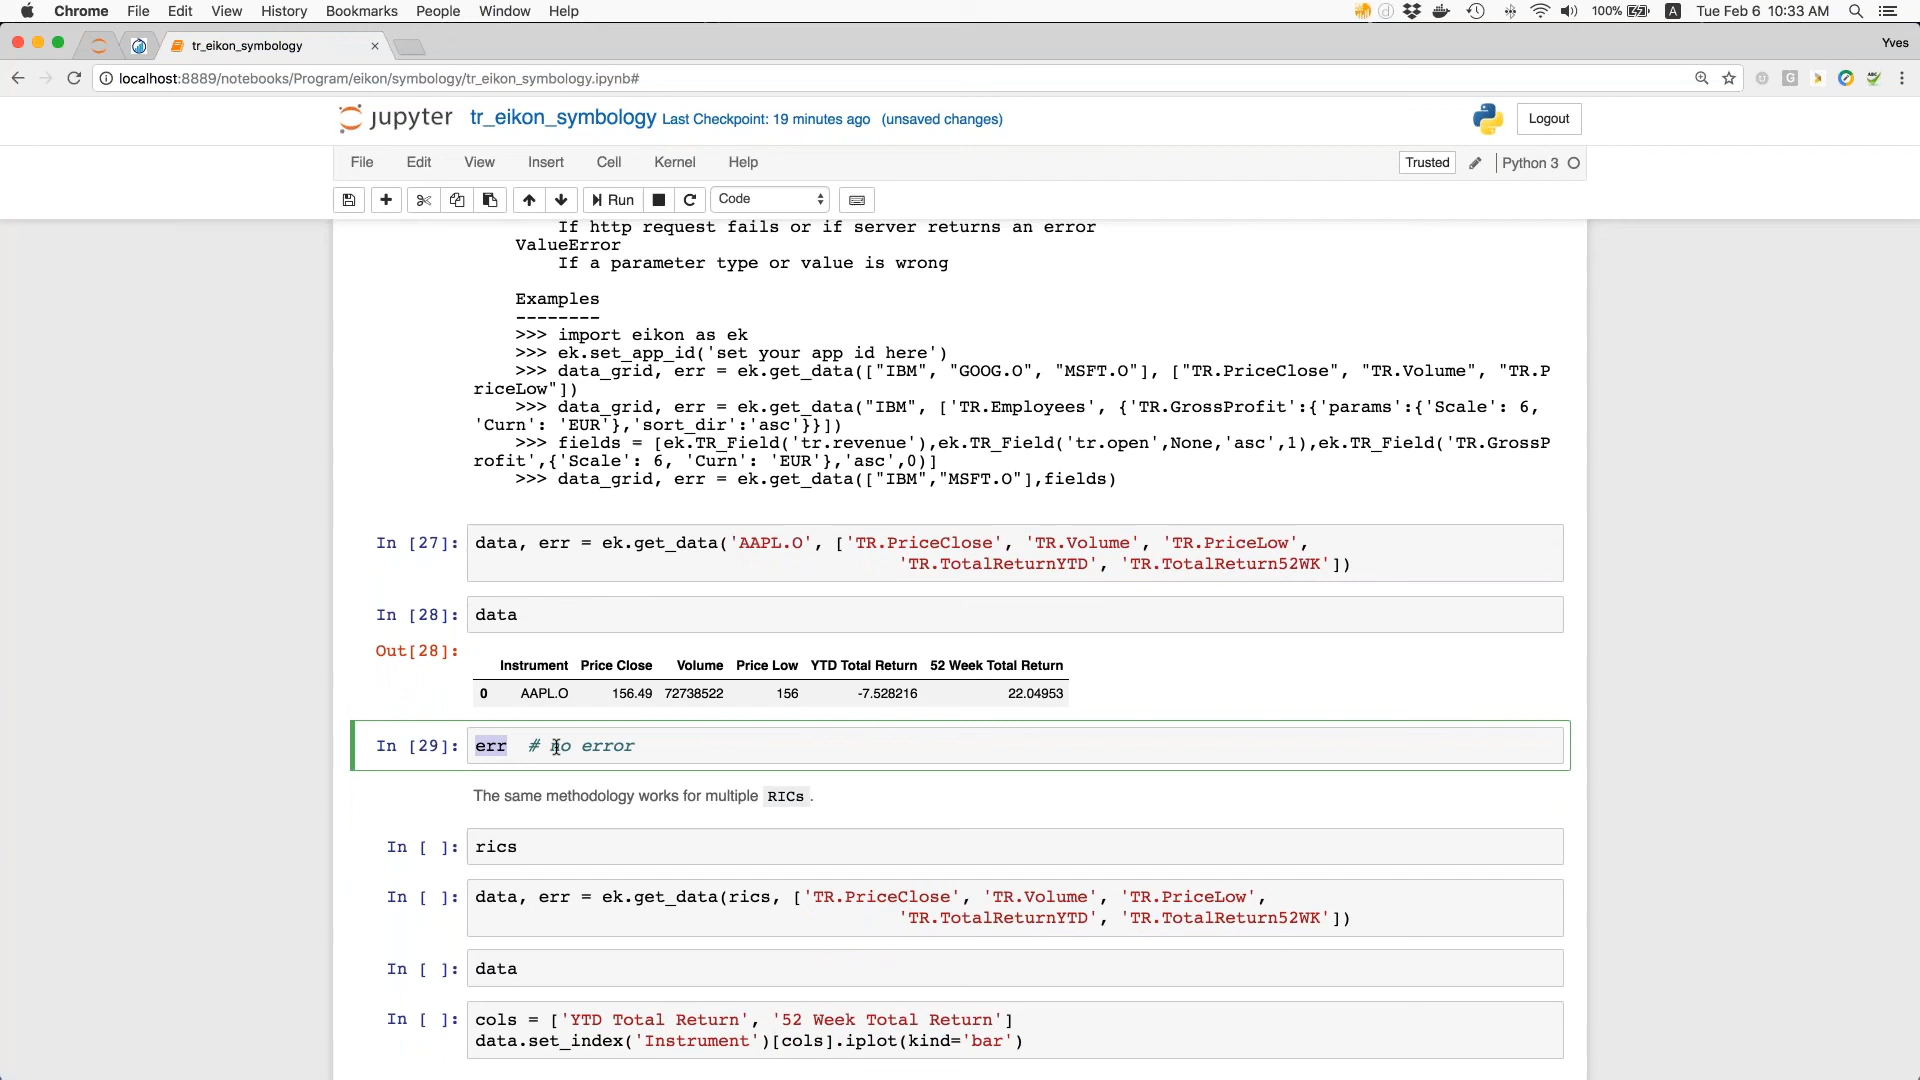 Chrome File Edit View History Bookmarks People Window Help 100% A Tue Feb 6 10:33 AM
tr_eikon_symbology Yves
localhost:8889/notebooks/Program/eikon/symbology/tr_eikon_symbology.ipynb#
jupyter tr_eikon_symbology Last Checkpoint: 19 minutes ago (unsaved changes) Logout
File Edit View Insert Cell Kernel Help Trusted Python 3
Run Code
If http request fails or if server returns an error
ValueError
If a parameter type or value is wrong
Examples
--------
>>> import eikon as ek
>>> ek.set_app_id('set your app id here')
>>> data_grid, err = ek.get_data(["IBM", "GOOG.O", "MSFT.O"], ["TR.PriceClose", "TR.Volume", "TR.P
riceLow"])
>>> data_grid, err = ek.get_data("IBM", ['TR.Employees', {'TR.GrossProfit':{'params':{'Scale': 6,
'Curn': 'EUR'},'sort_dir':'asc'}}])
>>> fields = [ek.TR_Field('tr.revenue'),ek.TR_Field('tr.open',None,'asc',1),ek.TR_Field('TR.GrossP
rofit',{'Scale': 6, 'Curn': 'EUR'},'asc',0)]
>>> data_grid, err = ek.get_data(["IBM","MSFT.O"],fields)
In [27]: data, err = ek.get_data('AAPL.O', ['TR.PriceClose', 'TR.Volume', 'TR.PriceLow',
'TR.TotalReturnYTD', 'TR.TotalReturn52WK'])
In [28]: data
Out[28]:
Instrument Price Close Volume Price Low YTD Total Return 52 Week Total Return
0 AAPL.O 156.49 72738522 156 -7.528216 22.04953
In [29]: err # no error
The same methodology works for multiple RICs .
In [ ]: rics
In [ ]: data, err = ek.get_data(rics, ['TR.PriceClose', 'TR.Volume', 'TR.PriceLow',
'TR.TotalReturnYTD', 'TR.TotalReturn52WK'])
In [ ]: data
In [ ]: cols = ['YTD Total Return', '52 Week Total Return']
data.set_index('Instrument')[cols].iplot(kind='bar')